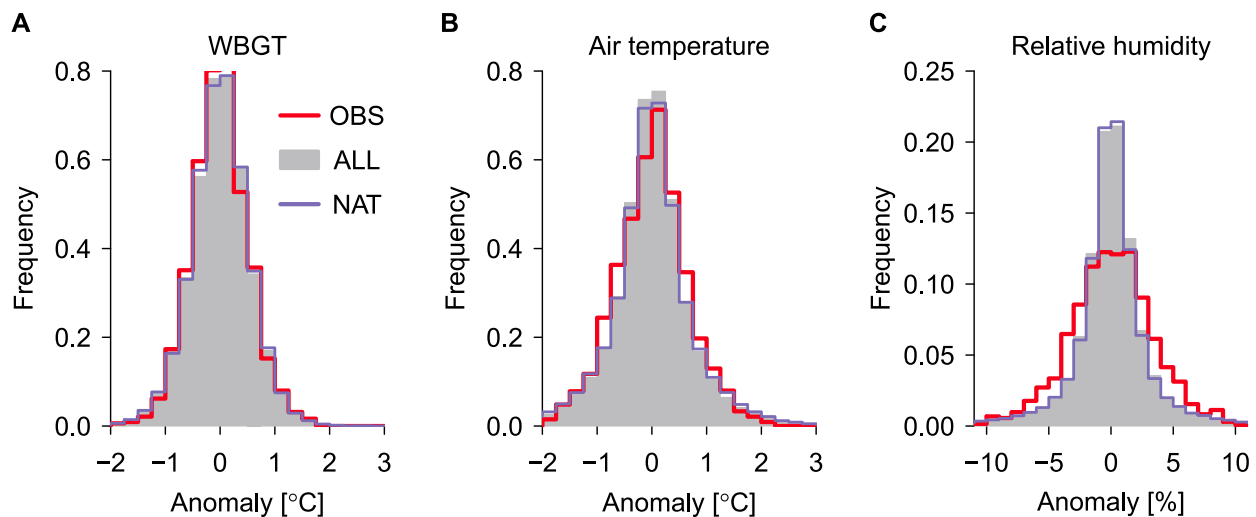 A
WBGT
Frequency
0.8
0.6
0.4
0.2
0.0
−2
−1
0
1
2
3
Anomaly [°C]
OBS
ALL
NAT
B
Air temperature
Frequency
0.8
0.6
0.4
0.2
0.0
−2
−1
0
1
2
3
Anomaly [°C]
C
Relative humidity
Frequency
0.25
0.20
0.15
0.10
0.05
0.00
−10
−5
0
5
10
Anomaly [%]